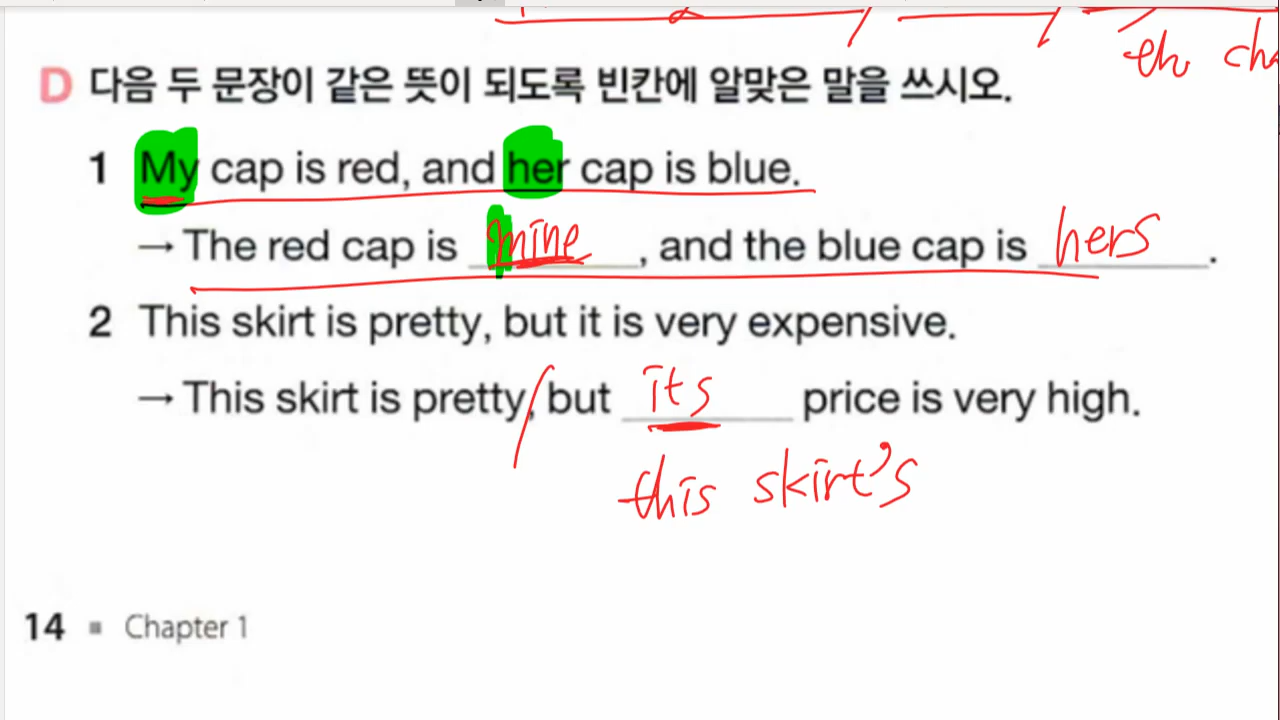 the cha
D 다음 두 문장이 같은 뜻이 되도록 빈칸에 알맞은 말을 쓰시오.
1 My cap is red, and her cap is blue.
→ The red cap is mine, and the blue cap is hers.
2 This skirt is pretty, but it is very expensive.
→ This skirt is pretty, but its price is very high.
this skirt's
14 ■ Chapter 1